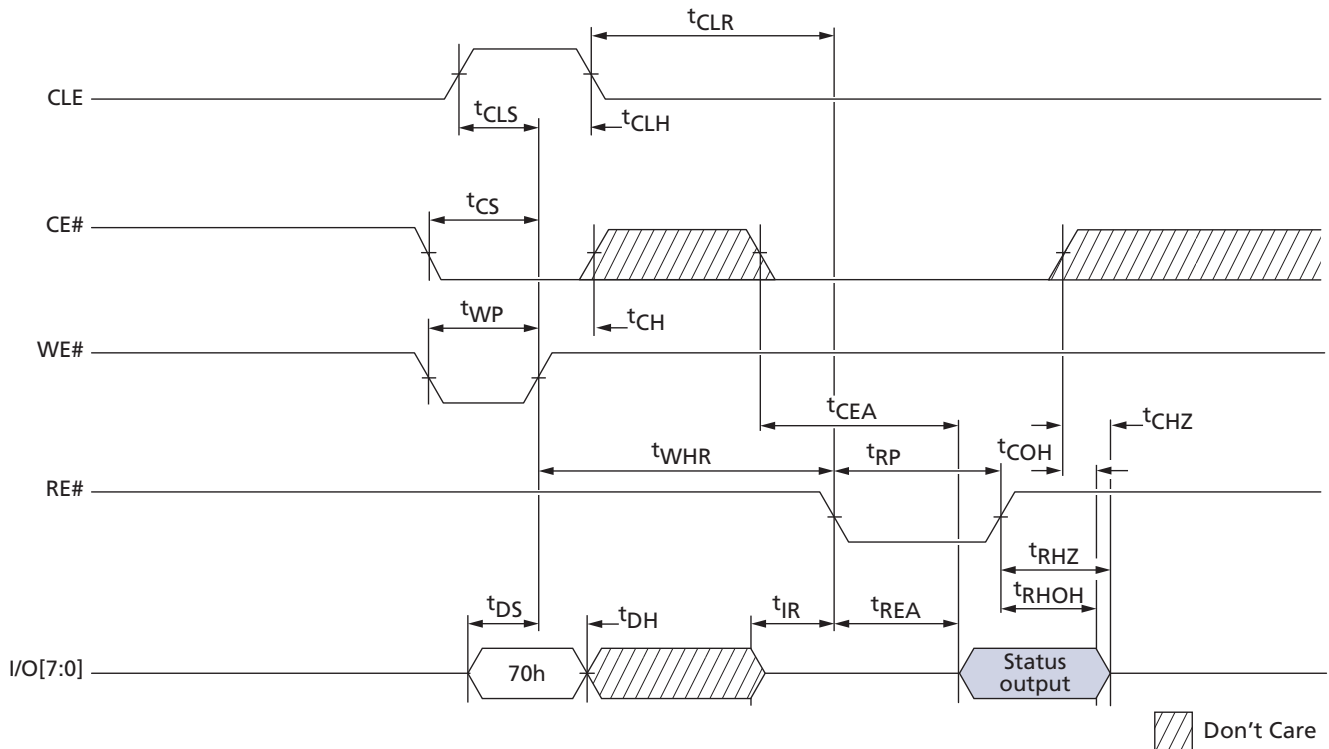 tCLR
CLE
tCLS
tCLH
tCS
CE#
tWP
tCH
WE#
tCEA
tCHZ
tWHR
tRP
tCOH
RE#
tRHZ
tDS
tDH
tIR
tREA
tRHOH
I/O[7:0]
70h
Status
output
Don't Care